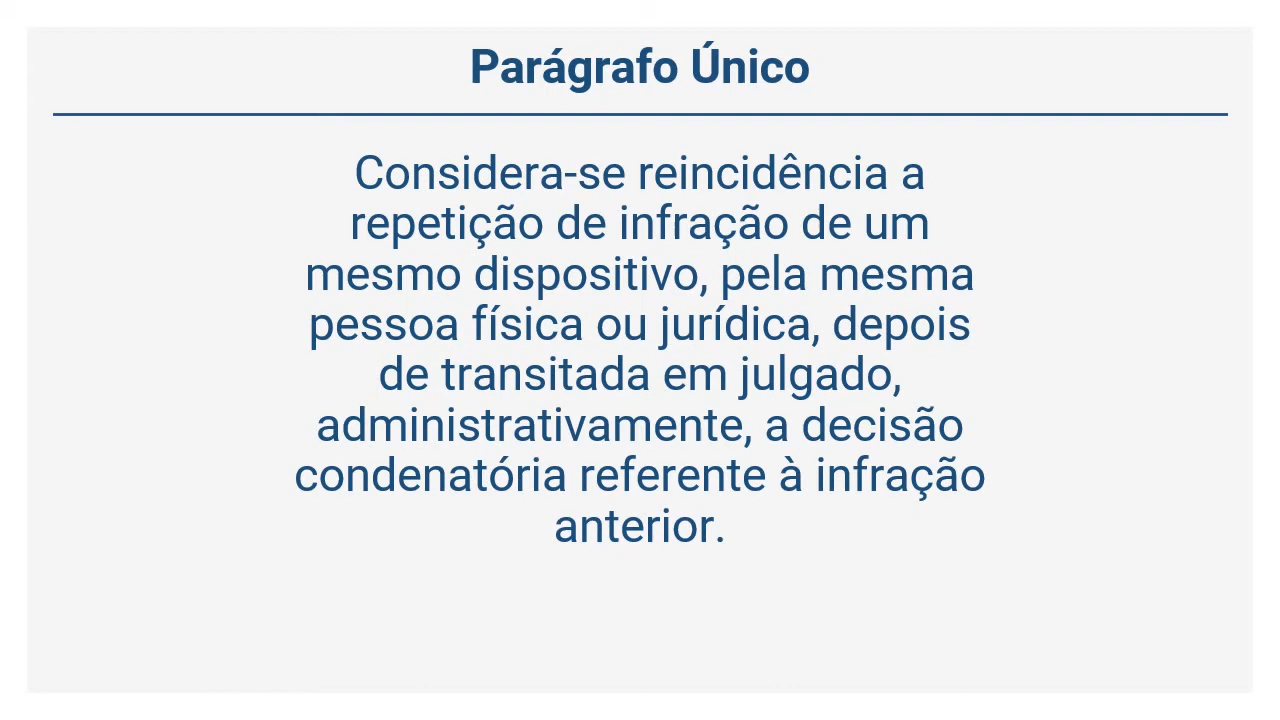 Parágrafo Único
Considera-se reincidência a
repetição de infração de um
mesmo dispositivo, pela mesma
pessoa física ou jurídica, depois
de transitada em julgado,
administrativamente, a decisão
condenatória referente à infração
anterior.